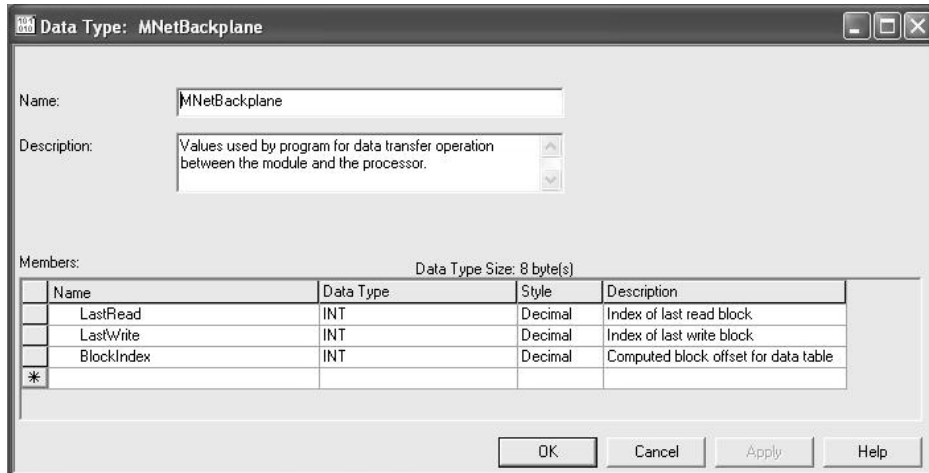 Data Type: MNetBackplane
Name:
MNetBackplane
Description:
Values used by program for data transfer operation
between the module and the processor.
Members:
Data Type Size: 8 byte(s)
Name Data Type Style Description
LastRead INT Decimal Index of last read block
LastWrite INT Decimal Index of last write block
BlockIndex INT Decimal Computed block offset for data table
OK Cancel Apply Help